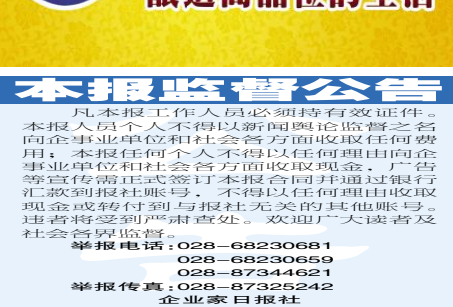 本报监督公告
凡本报工作人员必须持有效证件。
本报人员个人不得以新闻舆论监督之名
向企事业单位和社会各方面收取任何费
用；本报任何个人不得以任何理由向企
事业单位和社会各方面收取现金，广告
等宣传需正式签订本报合同并通过银行
汇款到报社账号，不得以任何理由收取
现金或转付到与报社无关的其他账号。
违者将受到严肃查处。欢迎广大读者及
社会各界监督。
举报电话:028—68230681
028—68230659
028—87344621
举报传真:028—87325242
企业家日报社